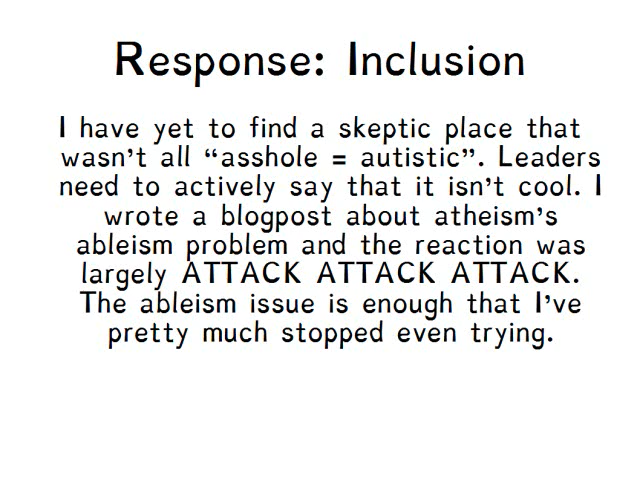 Response: Inclusion
I have yet to find a skeptic place that
wasn't all “asshole = autistic”. Leaders
need to actively say that it isn't cool. I
wrote a blogpost about atheism's
ableism problem and the reaction was
largely ATTACK ATTACK ATTACK.
The ableism issue is enough that I've
pretty much stopped even trying.